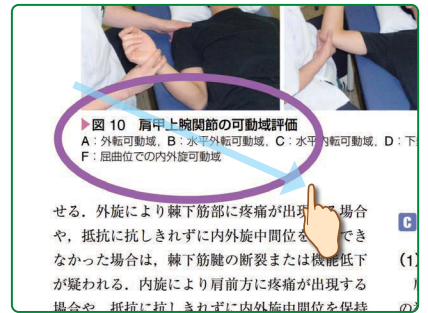 ▶図 10 肩甲上腕関節の可動域評価
A：外転可動域，B：水平外転可動域，C：水平内転可動域，D：下
F：屈曲位での内外旋可動域
せる．外旋により棘下筋部に疼痛が出現する場合
や，抵抗に抗しきれずに内外旋中間位を でき
なかった場合は，棘下筋腱の断裂または機能低下
が疑われる．内旋により肩前方に疼痛が出現する
場合や，抵抗に抗しきれずに内外旋中間位を保持
C
(1)